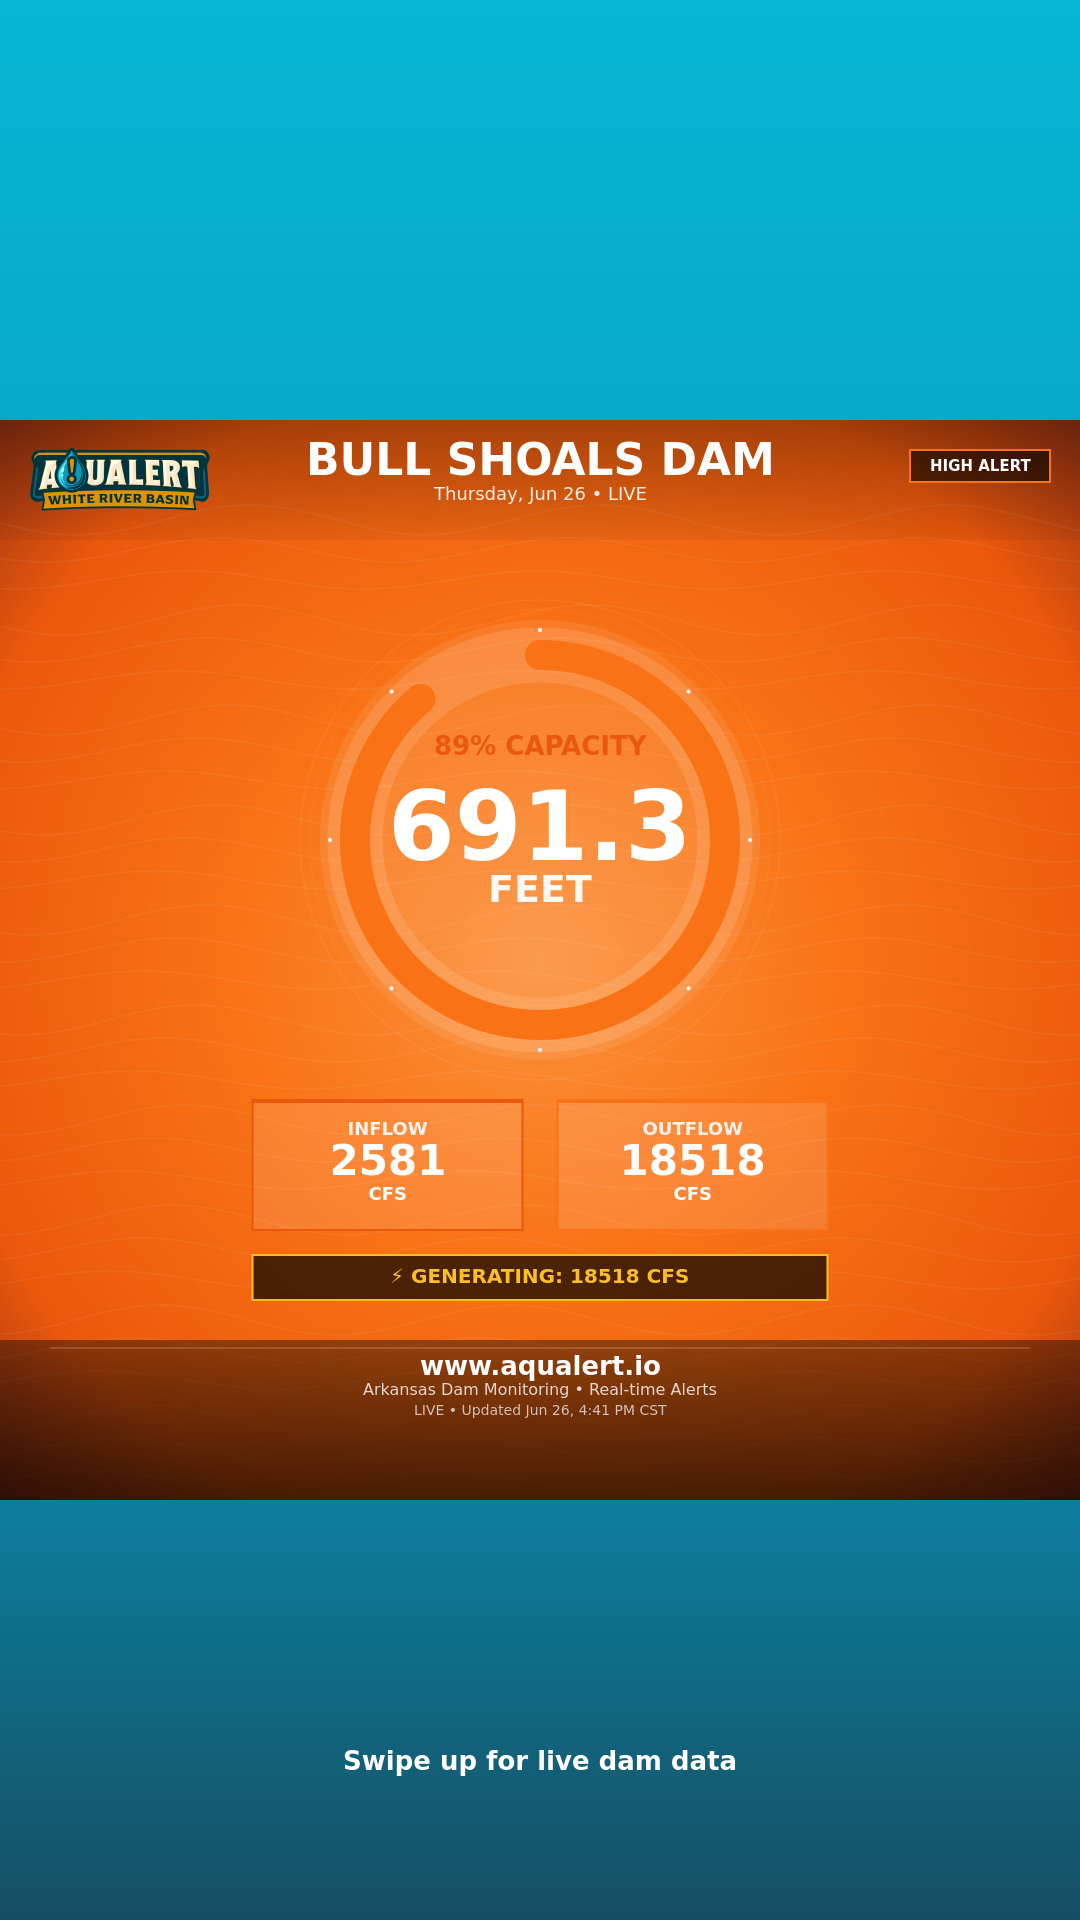 AQUALERT
WHITE RIVER BASIN
BULL SHOALS DAM
Thursday, Jun 26 • LIVE
HIGH ALERT
89% CAPACITY
691.3
FEET
INFLOW
2581
CFS
OUTFLOW
18518
CFS
⚡ GENERATING: 18518 CFS
www.aqualert.io
Arkansas Dam Monitoring • Real-time Alerts
LIVE • Updated Jun 26, 4:41 PM CST
Swipe up for live dam data